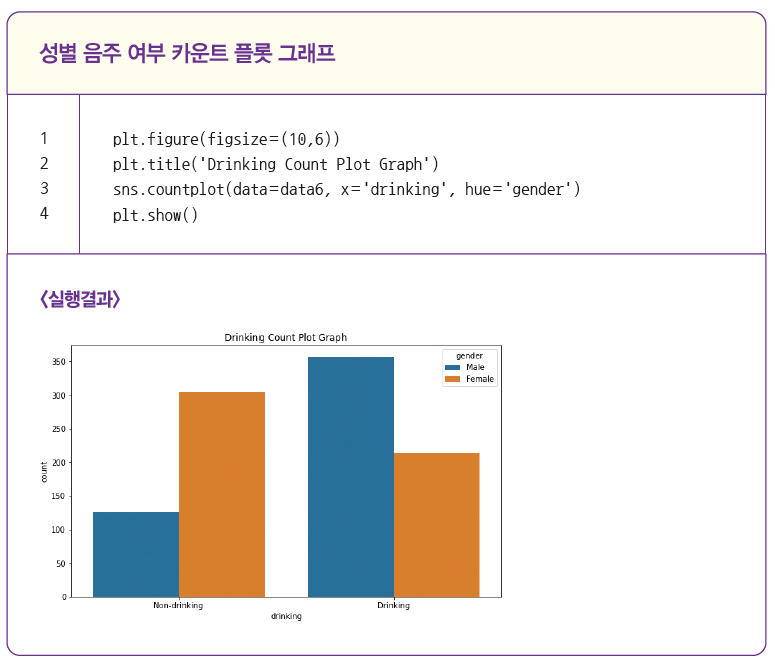 성별 음주 여부 카운트 플롯 그래프
1 plt.figure(figsize=(10,6))
2 plt.title('Drinking Count Plot Graph')
3 sns.countplot(data=data6, x='drinking', hue='gender')
4 plt.show()
〈실행결과〉
Drinking Count Plot Graph
gender
Male
Female
350
300
250
200
150
100
50
0
count
Non-drinking Drinking
drinking